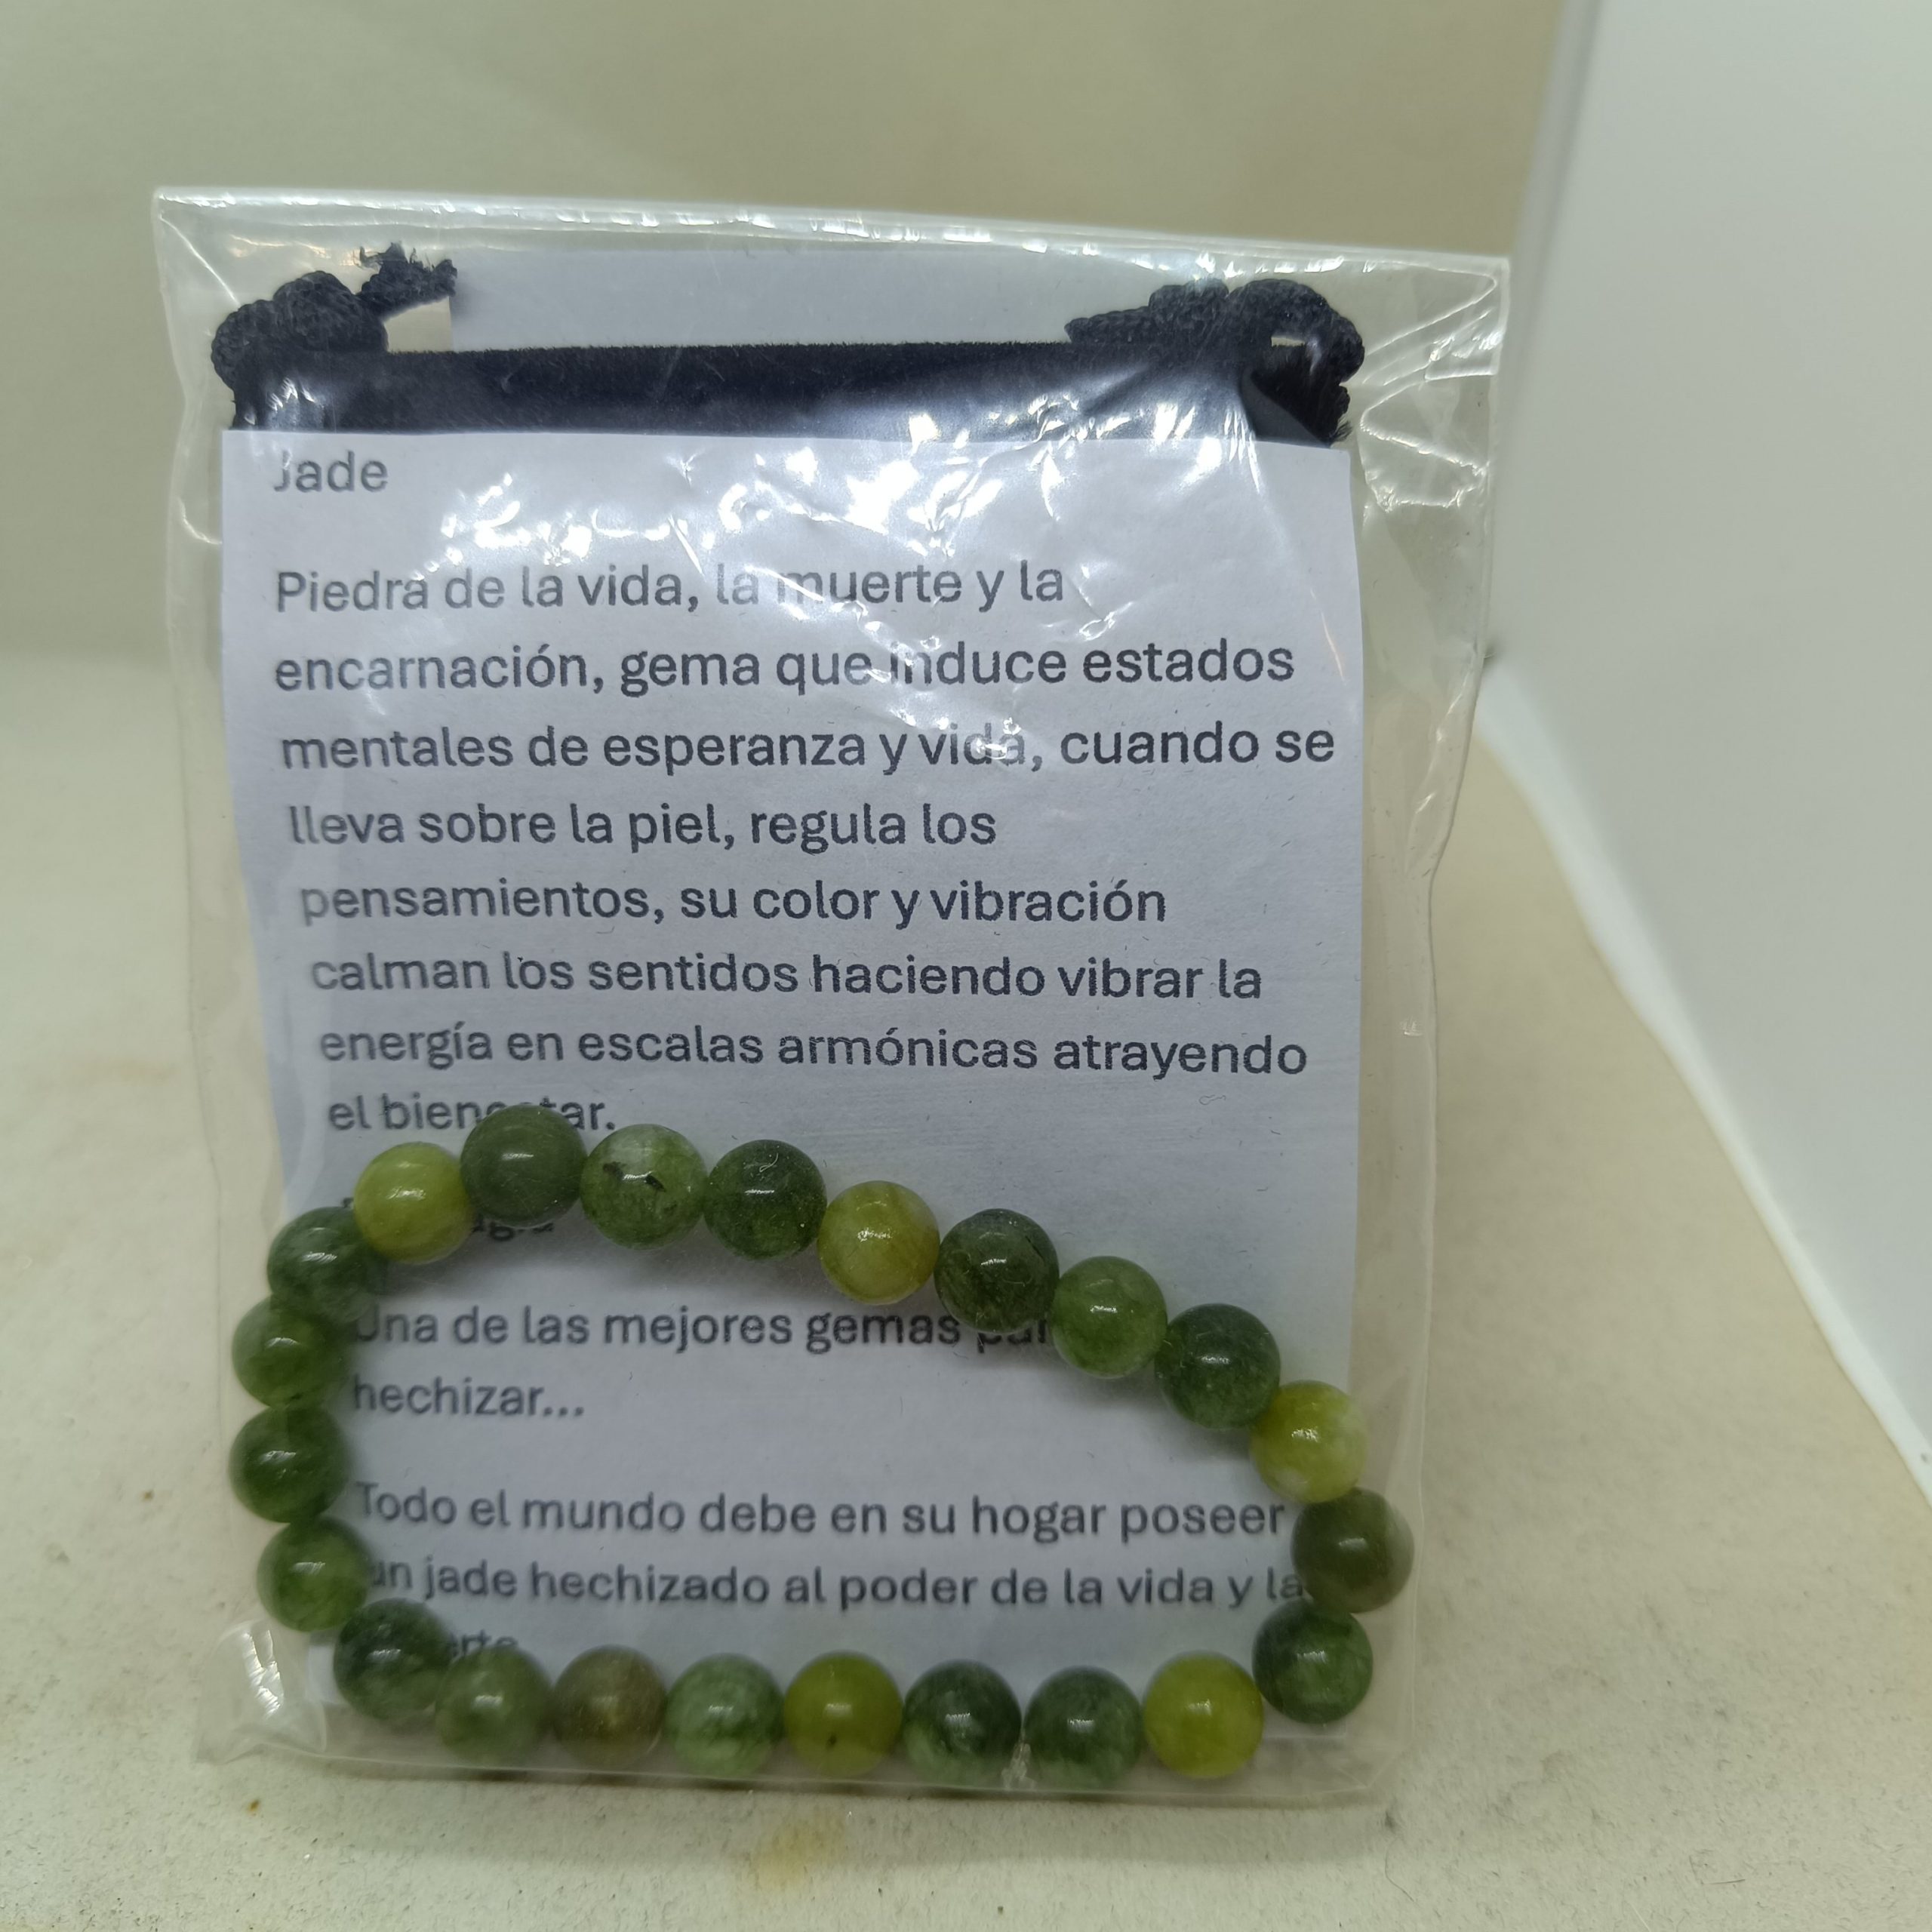 Jade
Piedra de la vida, la muerte y la
encarnación, gema que induce estados
mentales de esperanza y vida, cuando se
lleva sobre la piel, regula los
pensamientos, su color y vibración
calman los sentidos haciendo vibrar la
energía en escalas armónicas atrayendo
el bienestar.
Una de las mejores gemas para
hechizar...
Todo el mundo debe en su hogar poseer
un jade hechizado al poder de la vida y la